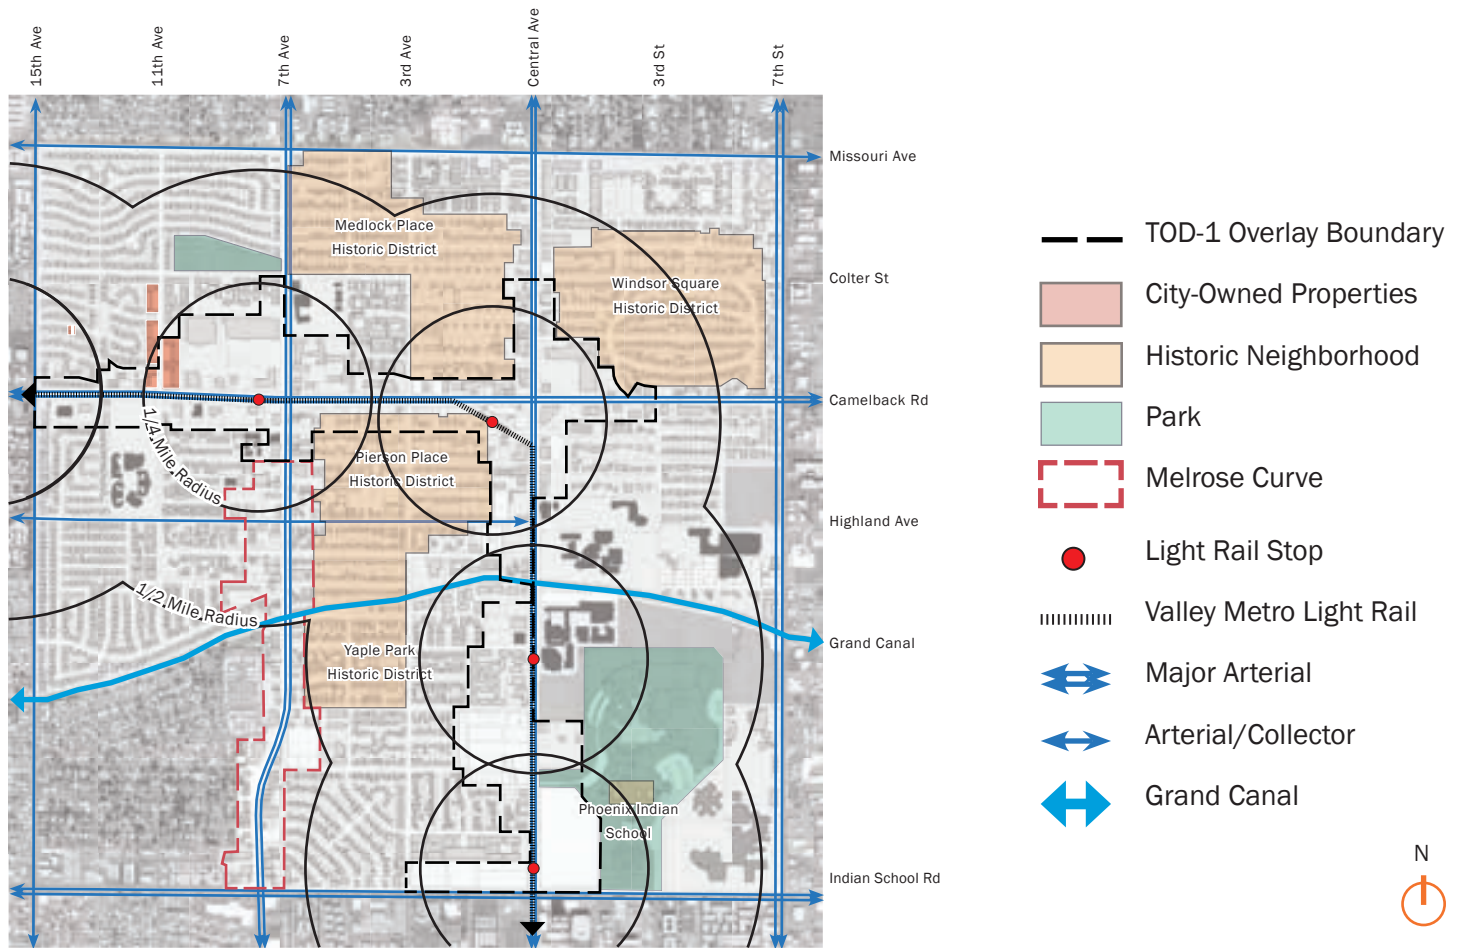 15th Ave
11th Ave
7th Ave
3rd Ave
Central Ave
3rd St
7th St
Missouri Ave
Medlock Place
Historic District
Colter St
Windsor Square
Historic District
Camelback Rd
1/4 Mile Radius
Pierson Place
Historic District
Highland Ave
1/2 Mile Radius
Grand Canal
Yaple Park
Historic District
Phoenix Indian
School
Indian School Rd
TOD-1 Overlay Boundary
City-Owned Properties
Historic Neighborhood
Park
Melrose Curve
Light Rail Stop
Valley Metro Light Rail
Major Arterial
Arterial/Collector
Grand Canal
N